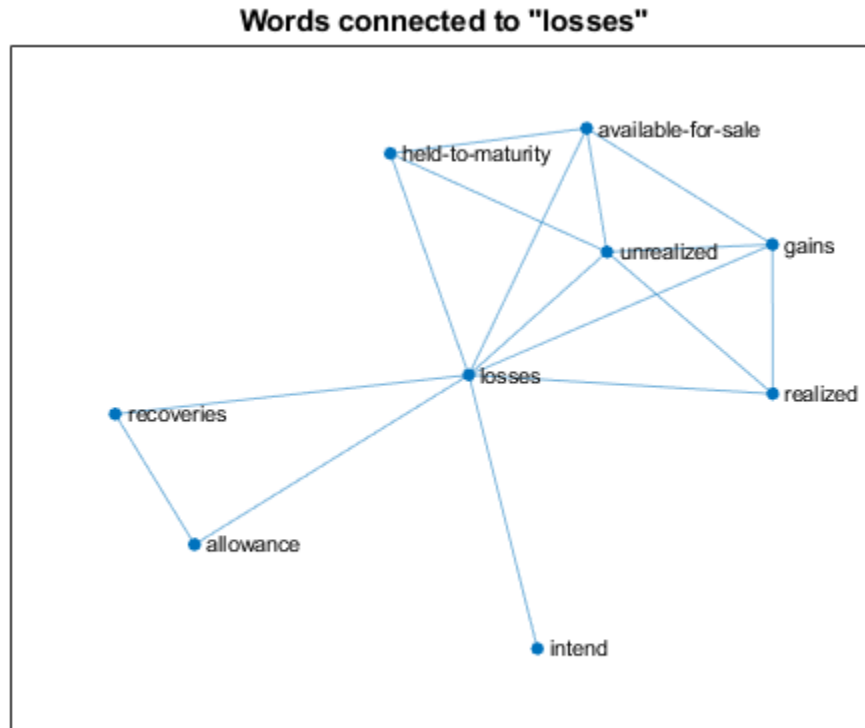 Words connected to "losses"
available-for-sale
held-to-maturity
unrealized
gains
losses
realized
recoveries
allowance
intend